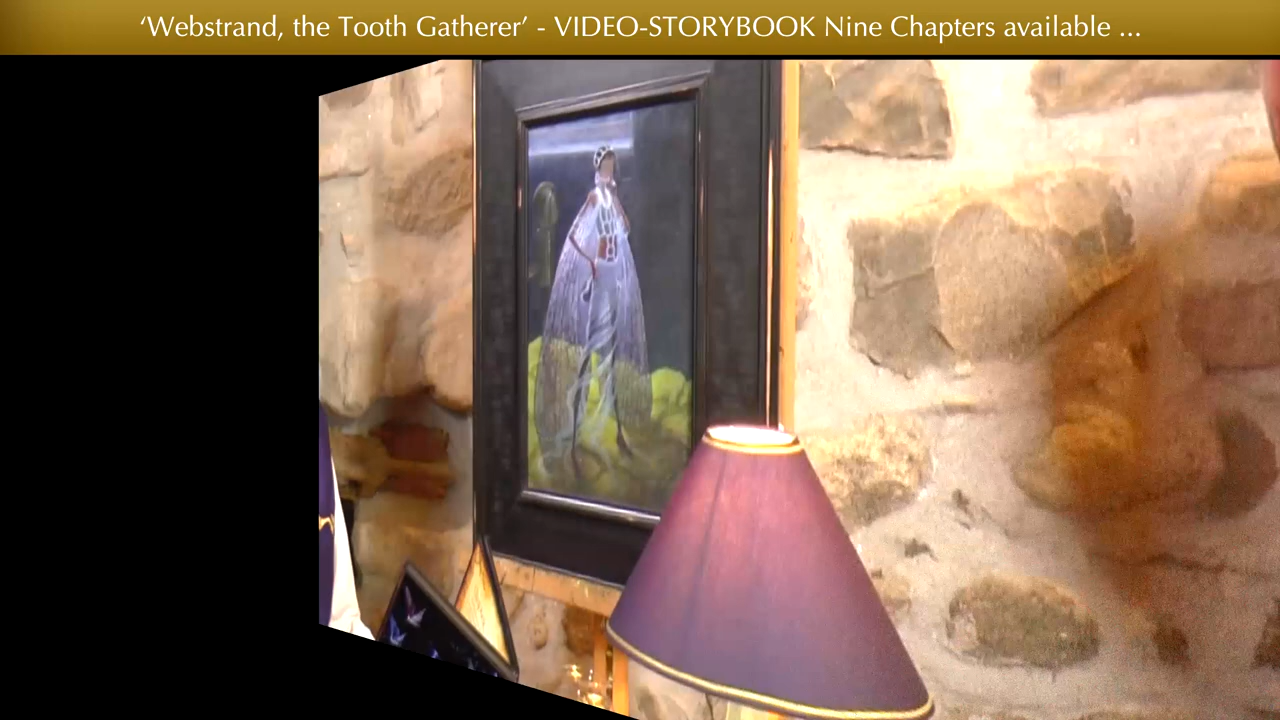 ‘Webstrand, the Tooth Gatherer’ - VIDEO-STORYBOOK Nine Chapters available ...